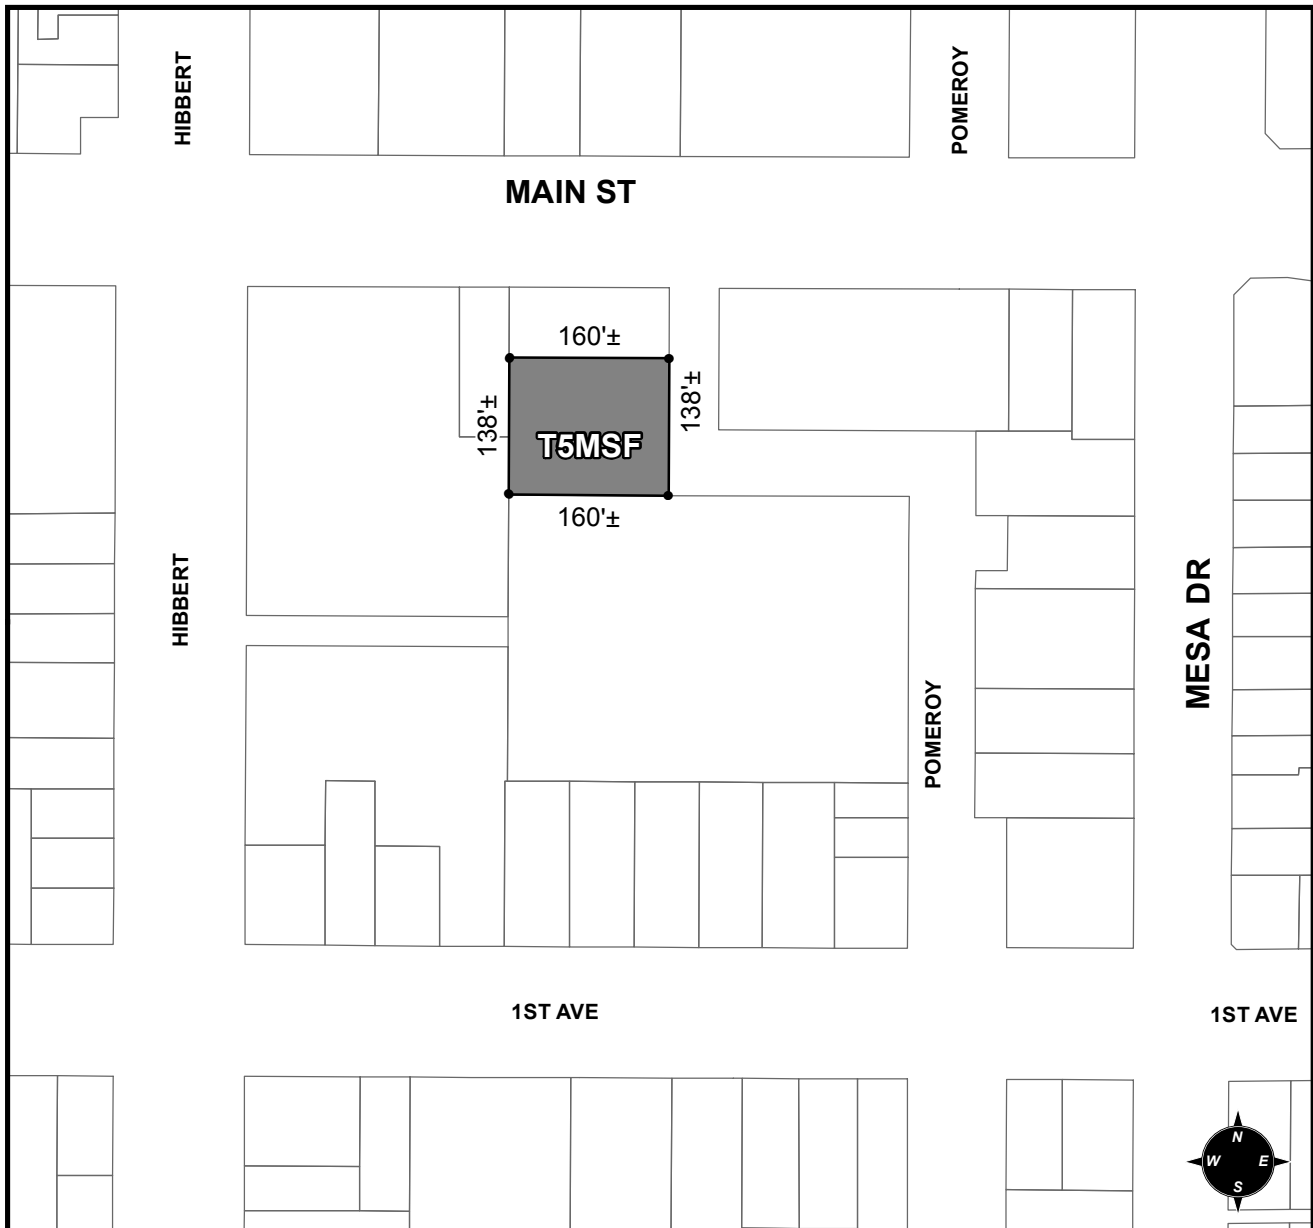 HIBBERT
POMEROY
MAIN ST
160'±
138'±
138'±
T5MSF
160'±
HIBBERT
MESA DR
POMEROY
1ST AVE
1ST AVE
N
W
E
S